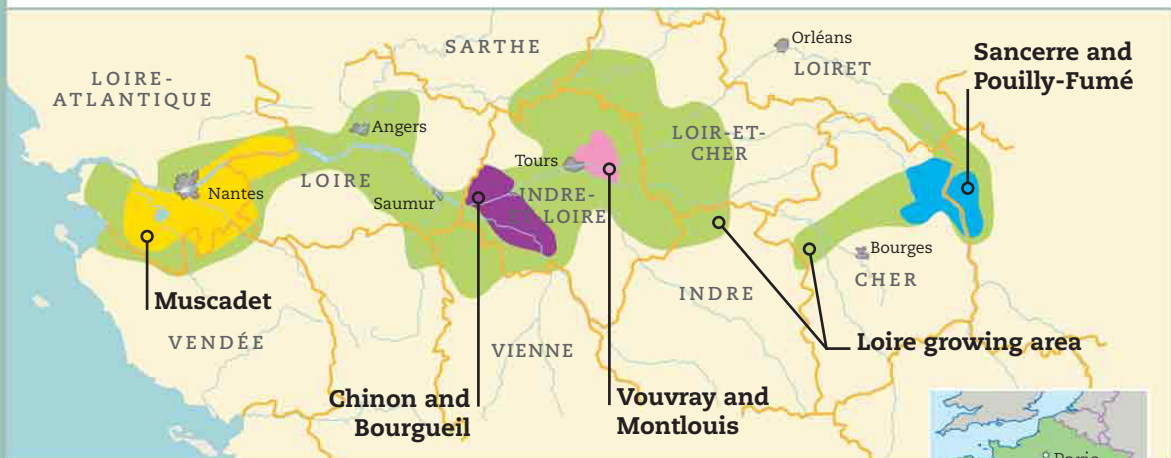 SARTHE
Orléans
LOIRET
Sancerre and
Pouilly-Fumé
LOIRE-
ATLANTIQUE
Angers
LOIR-ET-
CHER
Tours
Nantes
LOIRE
Saumur
INDRE-
ET-LOIRE
Bourges
CHER
Muscadet
INDRE
VENDÉE
VIENNE
Loire growing area
Chinon and
Bourgueil
Vouvray and
Montlouis
Paris